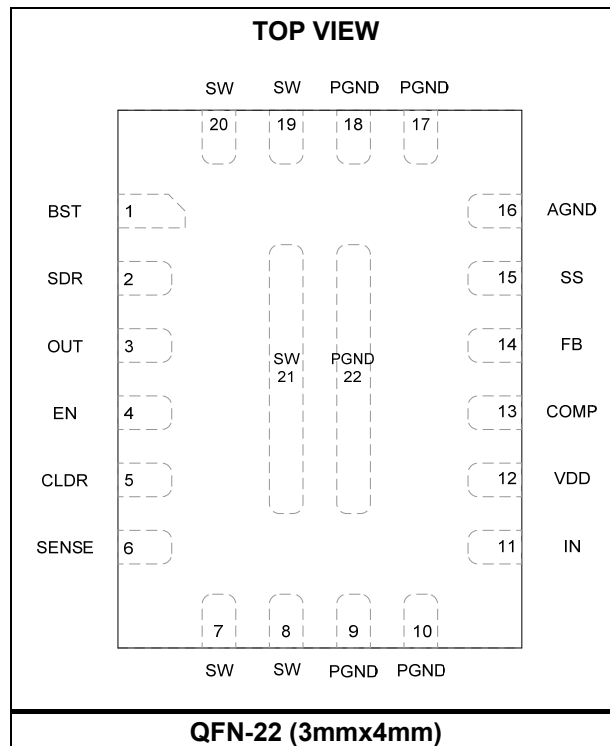 TOP VIEW
SW SW PGND PGND
20 19 18 17
BST 1 16 AGND
SDR 2 15 SS
OUT 3 14 FB
SW PGND
21 22
EN 4 13 COMP
CLDR 5 12 VDD
SENSE 6 11 IN
7 8 9 10
SW SW PGND PGND
QFN-22 (3mmx4mm)